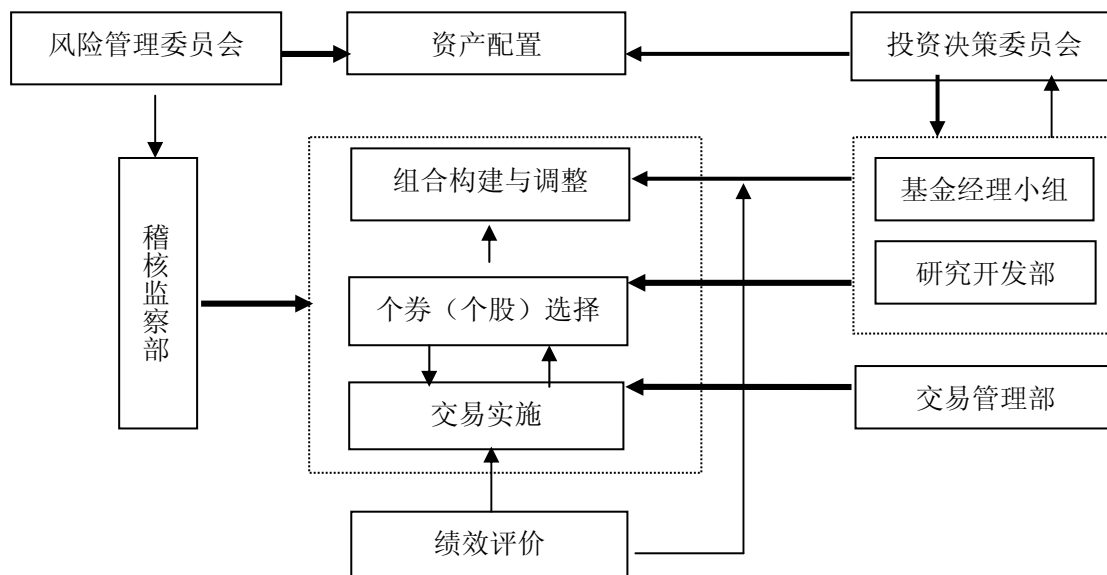 风险管理委员会
资产配置
投资决策委员会
组合构建与调整
基金经理小组
稽核监察部
研究开发部
个券（个股）选择
交易实施
交易管理部
绩效评价